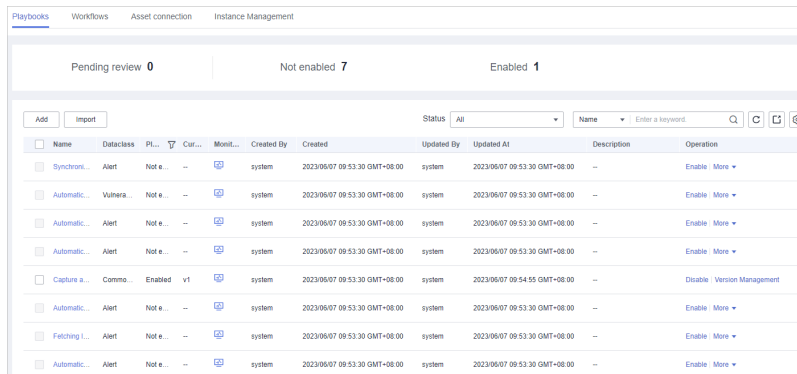 Playbooks Workflows Asset connection Instance Management
Pending review 0 Not enabled 7 Enabled 1
Add Import Status All Name Enter a keyword.
Name Dataclass Pl... Cur... Monit... Created By Created Updated By Updated At Description Operation
Synchroni... Alert Not e... -- system 2023/06/07 09:53:30 GMT+08:00 system 2023/06/07 09:53:30 GMT+08:00 -- Enable More
Automatic... Vulnera... Not e... -- system 2023/06/07 09:53:30 GMT+08:00 system 2023/06/07 09:53:30 GMT+08:00 -- Enable More
Automatic... Alert Not e... -- system 2023/06/07 09:53:30 GMT+08:00 system 2023/06/07 09:53:30 GMT+08:00 -- Enable More
Automatic... Alert Not e... -- system 2023/06/07 09:53:30 GMT+08:00 system 2023/06/07 09:53:30 GMT+08:00 -- Enable More
Capture a... Commo... Enabled v1 system 2023/06/07 09:53:30 GMT+08:00 system 2023/06/07 09:54:55 GMT+08:00 -- Disable Version Management
Automatic... Alert Not e... -- system 2023/06/07 09:53:30 GMT+08:00 system 2023/06/07 09:53:30 GMT+08:00 -- Enable More
Fetching I... Alert Not e... -- system 2023/06/07 09:53:30 GMT+08:00 system 2023/06/07 09:53:30 GMT+08:00 -- Enable More
Automatic... Alert Not e... -- system 2023/06/07 09:53:30 GMT+08:00 system 2023/06/07 09:53:30 GMT+08:00 -- Enable More